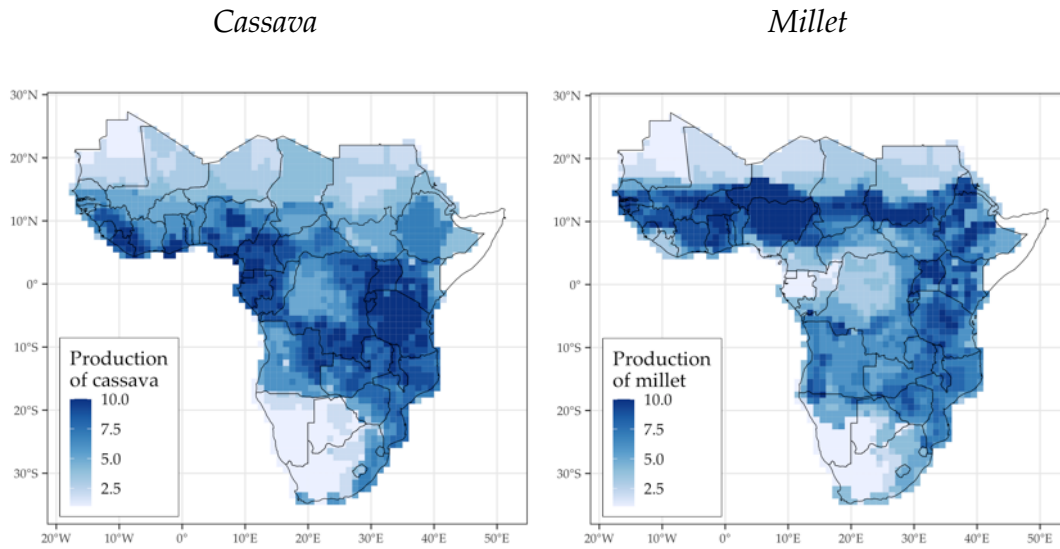 Cassava
Millet
30°N
20°N
10°N
0°
10°S
20°S
30°S
20°W
10°W
0°
10°E
20°E
30°E
40°E
50°E
Production
of cassava
10.0
7.5
5.0
2.5
30°N
20°N
10°N
0°
10°S
20°S
30°S
20°W
10°W
0°
10°E
20°E
30°E
40°E
50°E
Production
of millet
10.0
7.5
5.0
2.5